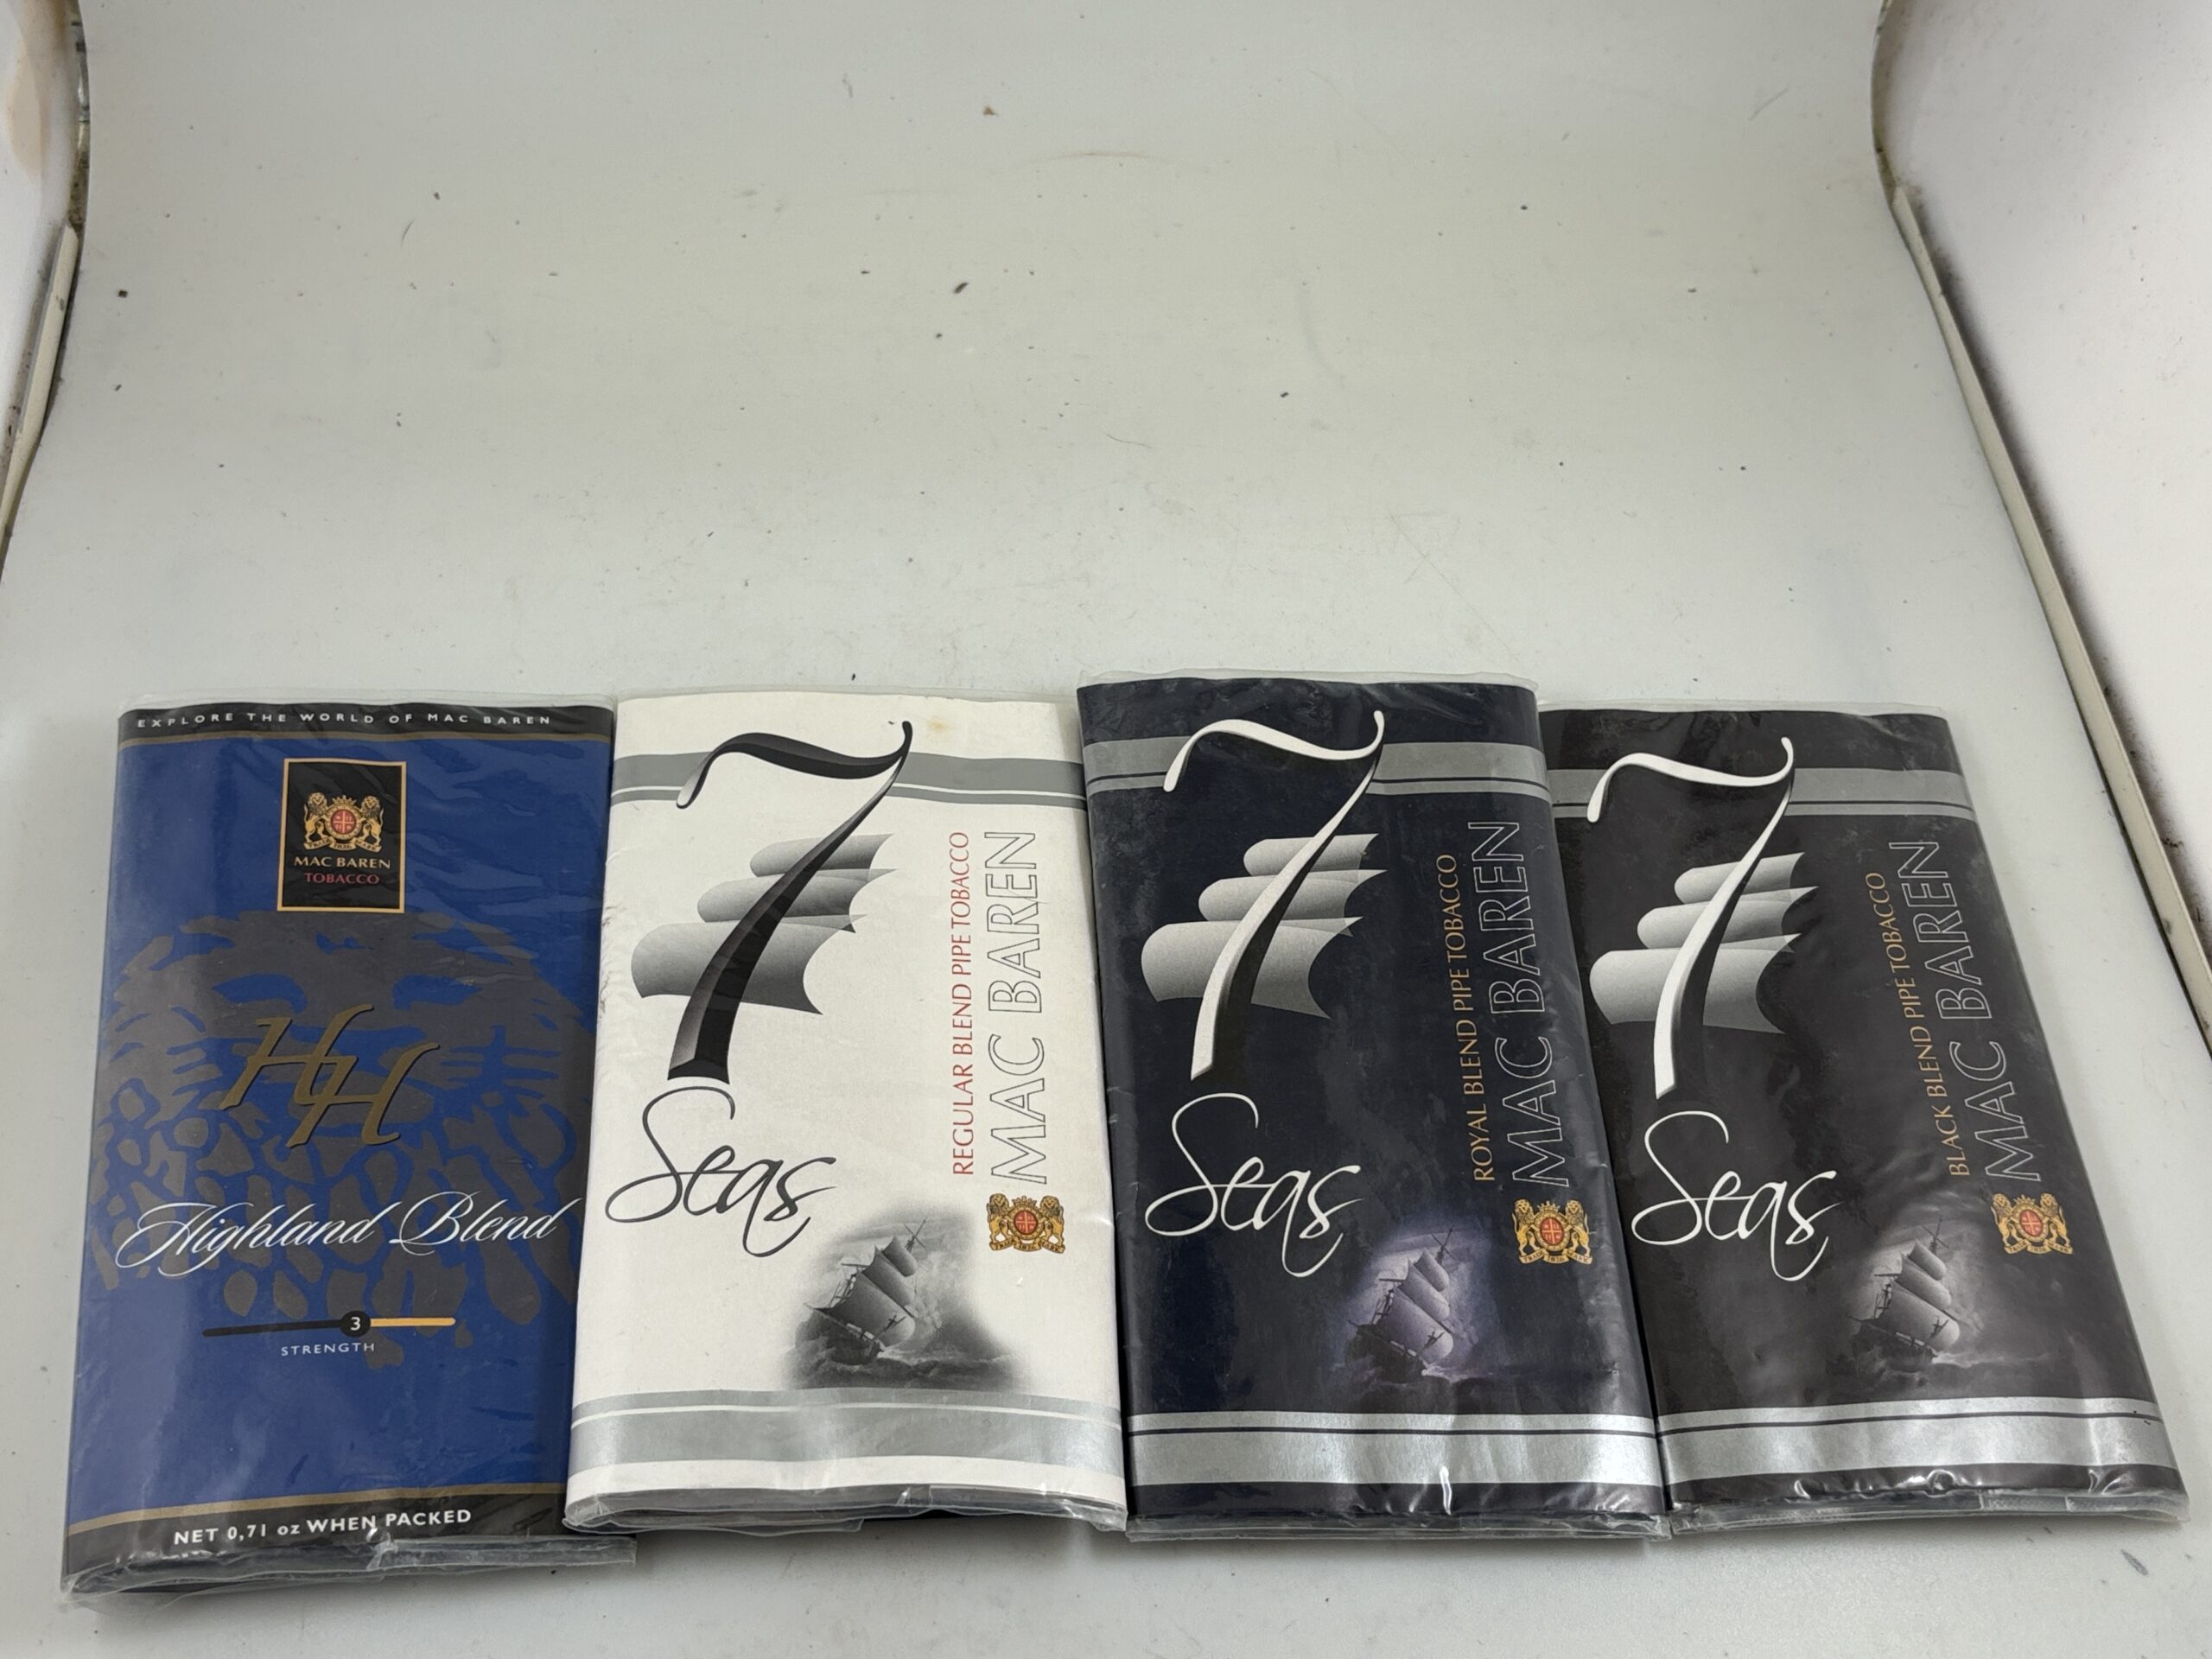 EXPLORE THE WORLD OF MAC BAREN
MAC BAREN
TOBACCO
HH
Highland Blend
3
STRENGTH
NET 0,71 oz WHEN PACKED
7
Seas
REGULAR BLEND PIPE TOBACCO
MAC BAREN
7
Seas
ROYAL BLEND PIPE TOBACCO
MAC BAREN
7
Seas
BLACK BLEND PIPE TOBACCO
MAC BAREN